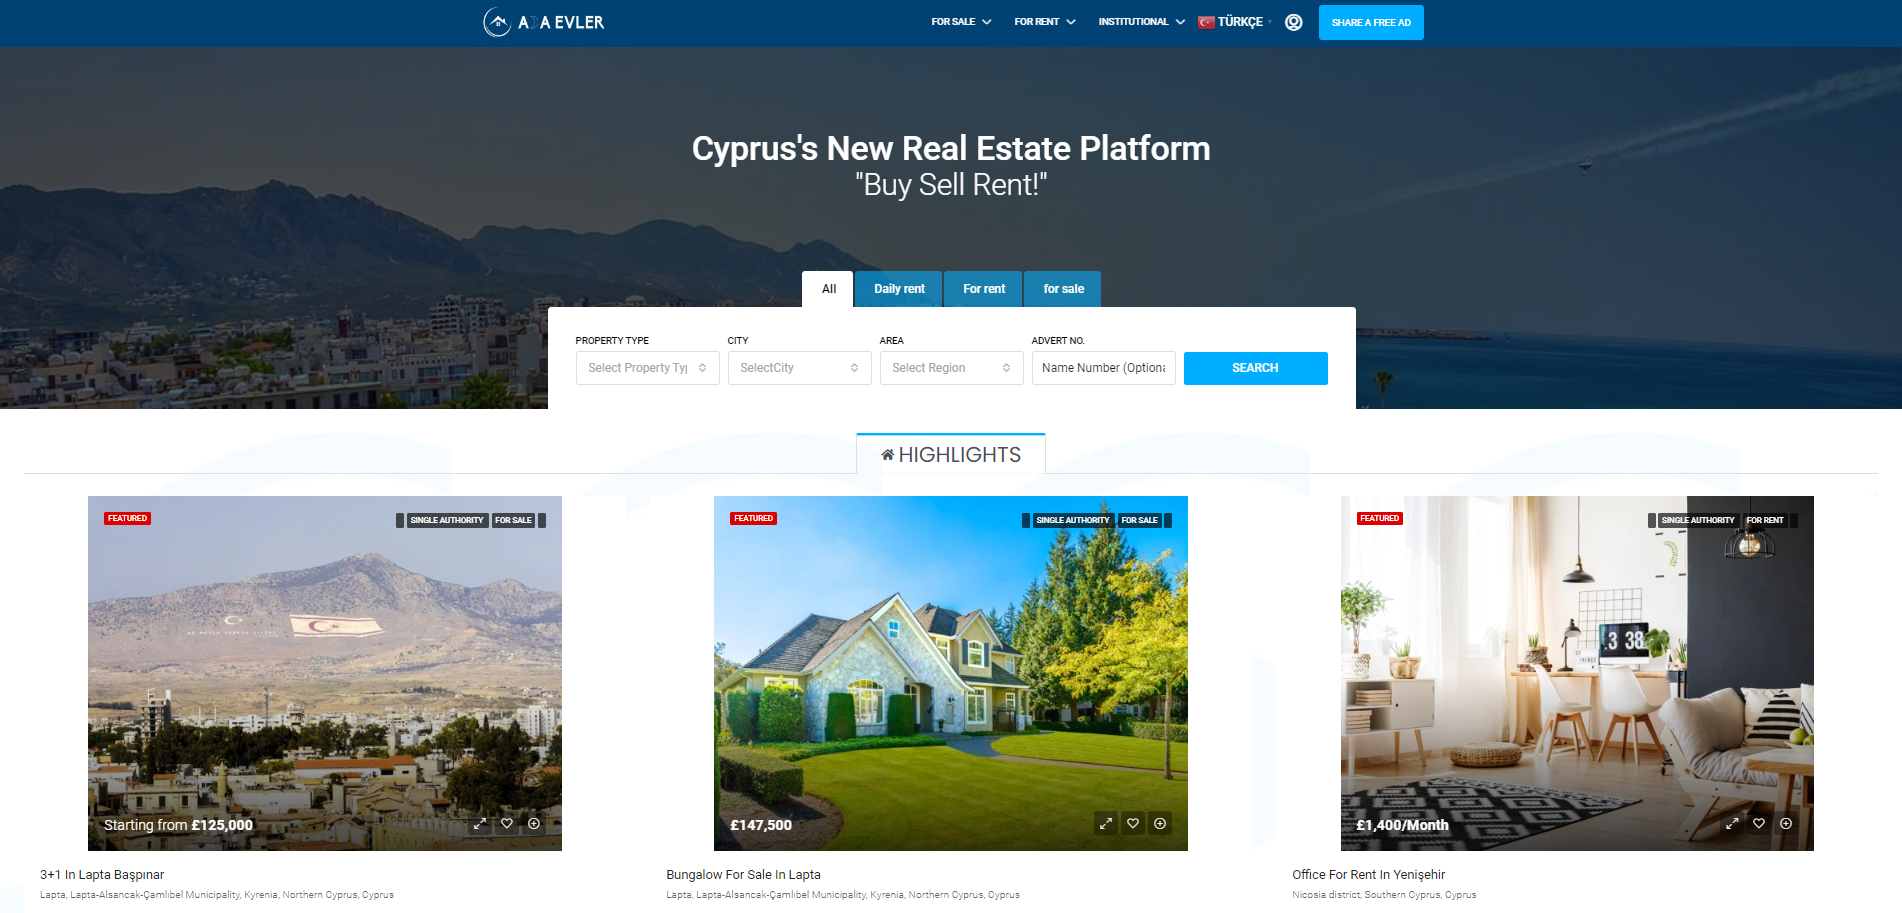 ADA EVLER
FOR SALE
FOR RENT
INSTITUTIONAL
TÜRKÇE
SHARE A FREE AD
Cyprus's New Real Estate Platform
"Buy Sell Rent!"
All
Daily rent
For rent
for sale
PROPERTY TYPE
CITY
AREA
ADVERT NO.
Select Property Ty
SelectCity
Select Region
Name Number (Optiona
SEARCH
HIGHLIGHTS
FEATURED
SINGLE AUTHORITY
FOR SALE
Starting from £125,000
3+1 In Lapta Başpınar
Lapta, Lapta-Alsancak-Çamlıbel Municipality, Kyrenia, Northern Cyprus, Cyprus
FEATURED
SINGLE AUTHORITY
FOR SALE
£147,500
Bungalow For Sale In Lapta
Lapta, Lapta-Alsancak-Çamlıbel Municipality, Kyrenia, Northern Cyprus, Cyprus
FEATURED
SINGLE AUTHORITY
FOR RENT
3 38
THINGS
£1,400/Month
Office For Rent In Yenişehir
Nicosia district, Southern Cyprus, Cyprus